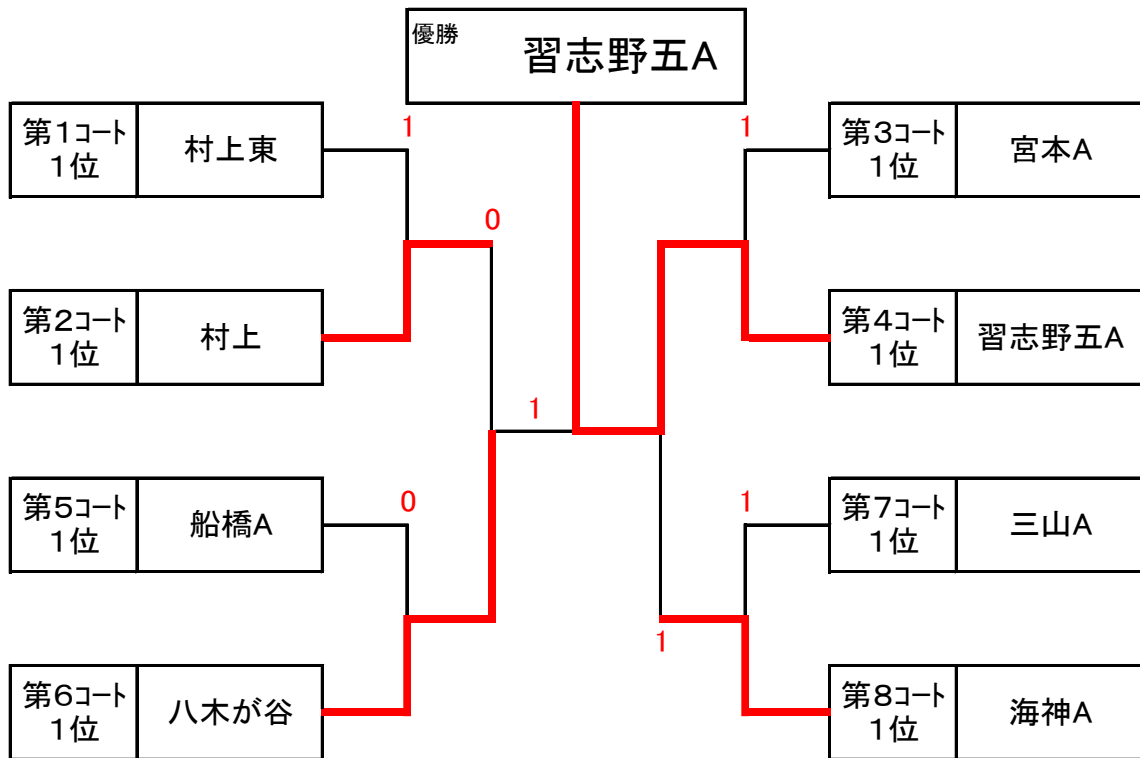 優勝
習志野五A
1
1
第1コート
1位
村上東
第3コート
1位
宮本A
0
第2コート
1位
村上
第4コート
1位
習志野五A
1
第5コート
1位
船橋A
0
1
第7コート
1位
三山A
1
第6コート
1位
八木が谷
第8コート
1位
海神A